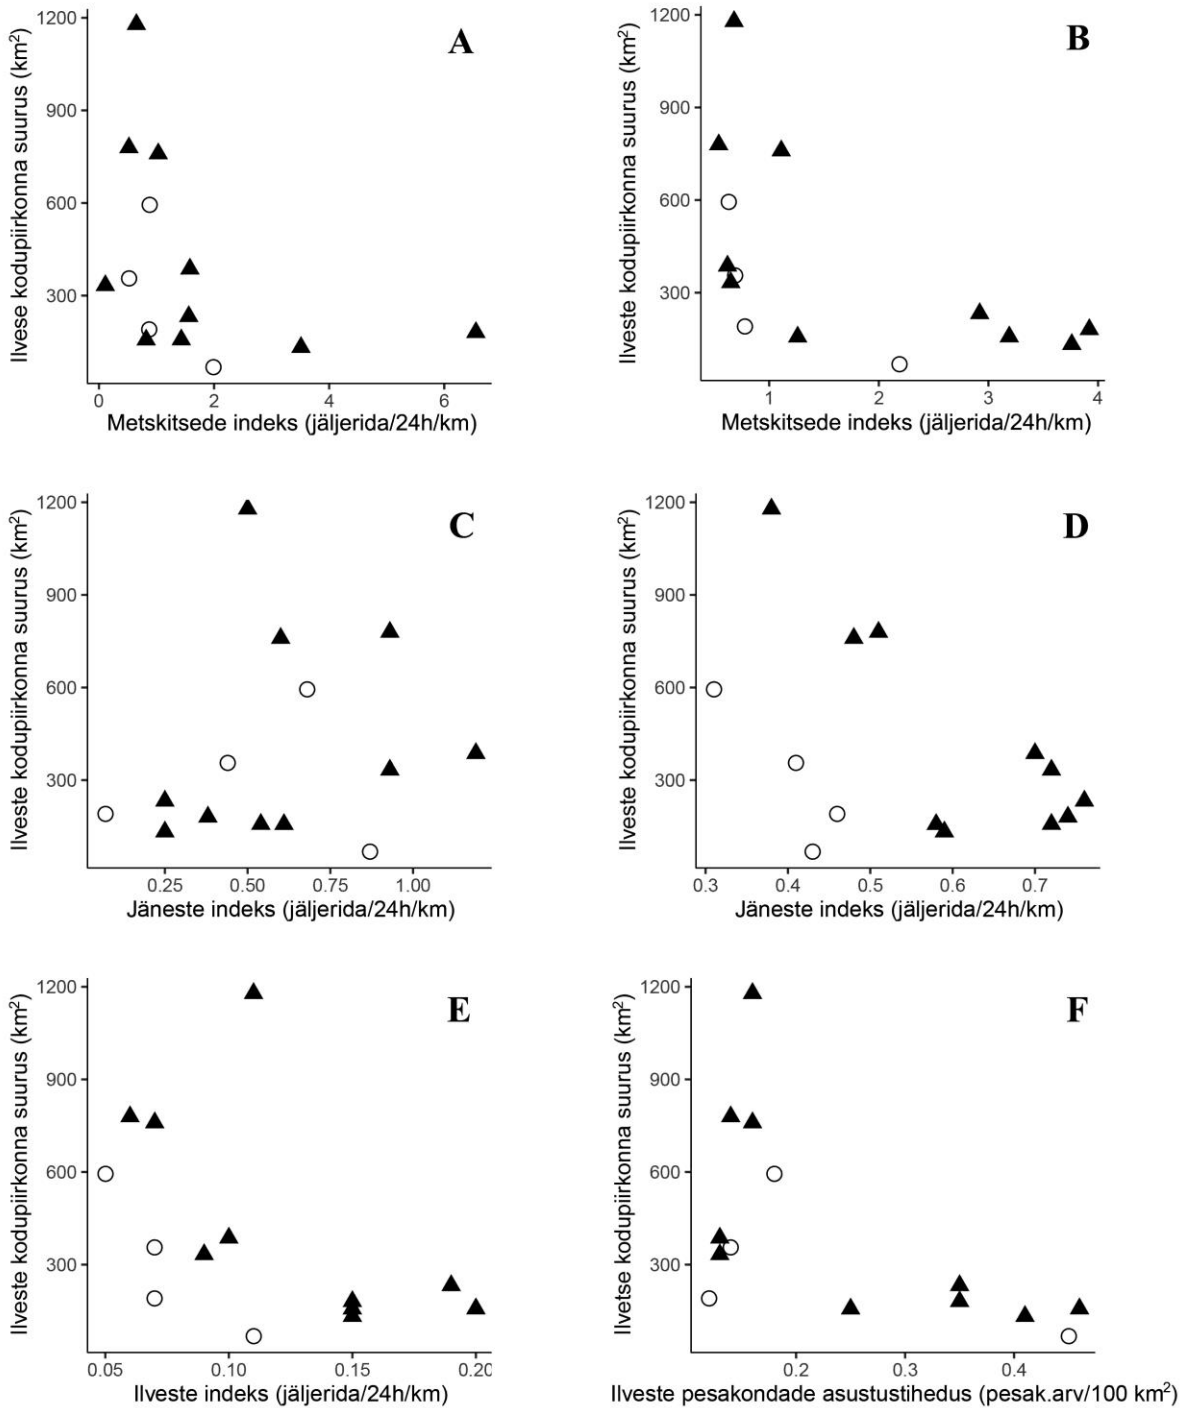 A
Ilvese kodupiirkonna suurus (km²)
1200
900
600
300
0 2 4 6
Metskitsede indeks (jäljerida/24h/km)
B
Ilveste kodupiirkonna suurus (km²)
1200
900
600
300
1 2 3 4
Metskitsede indeks (jäljerida/24h/km)
C
Ilveste kodupiirkonna suurus (km²)
1200
900
600
300
0.25 0.50 0.75 1.00
Jäneste indeks (jäljerida/24h/km)
D
Ilveste kodupiirkonna suurus (km²)
1200
900
600
300
0.3 0.4 0.5 0.6 0.7
Jäneste indeks (jäljerida/24h/km)
E
Ilveste kodupiirkonna suurus (km²)
1200
900
600
300
0.05 0.10 0.15 0.20
Ilveste indeks (jäljerida/24h/km)
F
Ilvetse kodupiirkonna suurus (km²)
1200
900
600
300
0.2 0.3 0.4
Ilveste pesakondade asustustihedus (pesak.arv/100 km²)